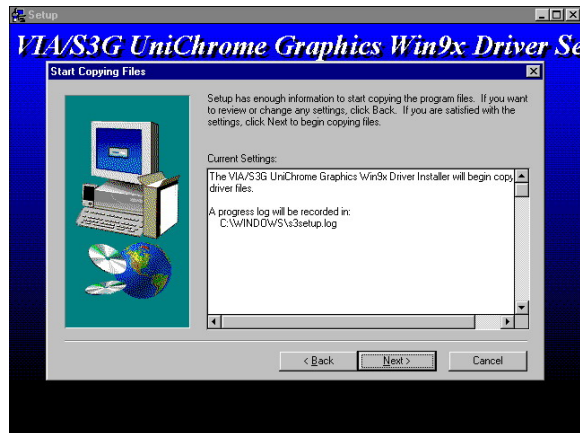 Setup
VIA/S3G UniChrome Graphics Win9x Driver Se
Start Copying Files
Setup has enough information to start copying the program files. If you want
to review or change any settings, click Back. If you are satisfied with the
settings, click Next to begin copying files.
Current Settings:
The VIA/S3G UniChrome Graphics Win9x Driver Installer will begin copy
driver files.
A progress log will be recorded in:
C:\WINDOWS\s3setup.log
< Back
Next >
Cancel